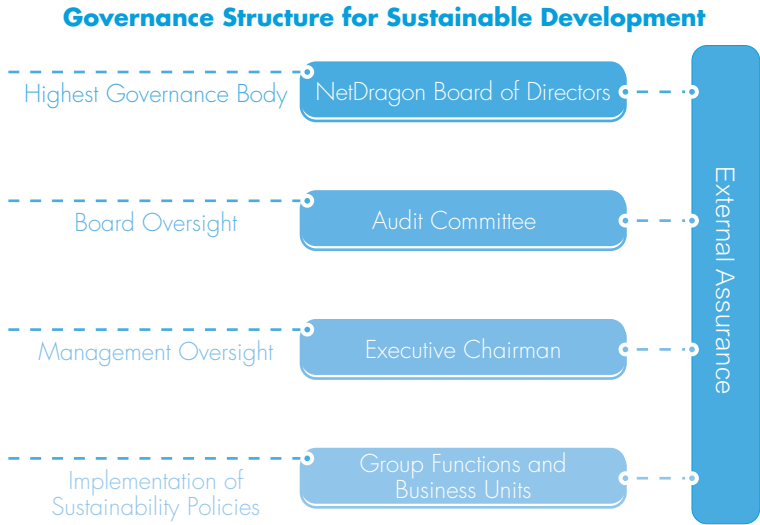 Governance Structure for Sustainable Development
Highest Governance Body
NetDragon Board of Directors
Board Oversight
Audit Committee
Management Oversight
Executive Chairman
Implementation of
Sustainability Policies
Group Functions and
Business Units
External Assurance